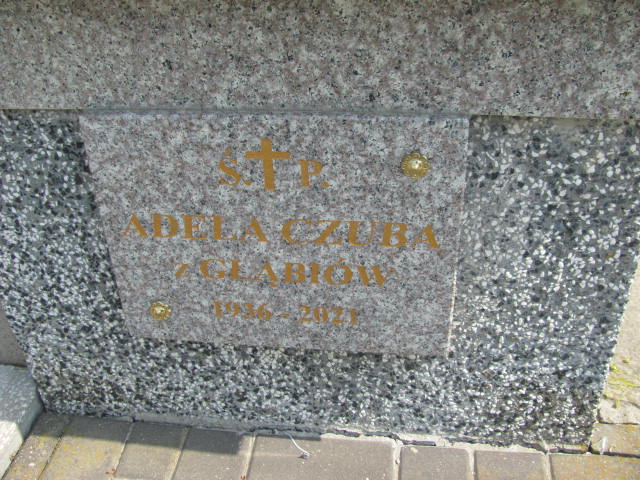 Ś. P.
ADELA CZUBA
z GŁĄBIÓW
1936 - 2021